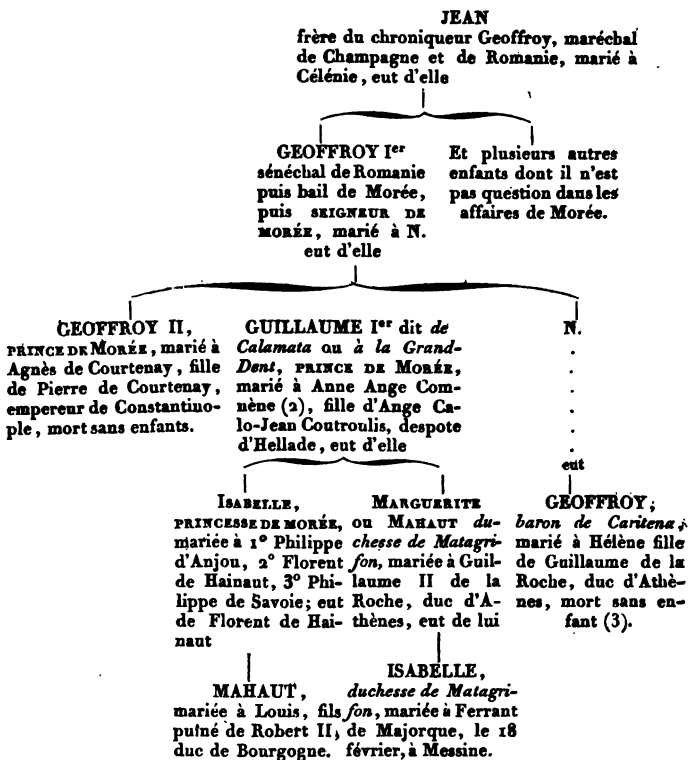 JEAN
frère du chroniqueur Geoffroy, maréchal
de Champagne et de Romanie, marié à
Célénie, eut d'elle
GEOFFROY Ier
sénéchal de Romanie
puis bail de Morée,
puis SEIGNEUR DE
MORÉE, marié à N.
eut d'elle
Et plusieurs autres
enfants dont il n'est
pas question dans les
affaires de Morée.
GEOFFROY II,
PRINCE DE MORÉE, marié à
Agnès de Courtenay, fille
de Pierre de Courtenay,
empereur de Constantino-
ple, mort sans enfants.
GUILLAUME Ier dit de
Calamata ou à la Grand-
Dent, PRINCE DE MORÉE,
marié à Anne Ange Com-
nène (2), fille d'Ange Ca-
lo-Jean Coutroulis, despote
d'Hellade, eut d'elle
N.
.
.
.
.
.
eut
ISABELLE,
PRINCESSE DE MORÉE,
mariée à 1° Philippe
d'Anjou, 2° Florent
de Hainaut, 3° Phi-
lippe de Savoie; eut
de Florent de Hai-
naut
MARGUERITE
ou MAHAUT du-
chesse de Matagri-
fon, mariée à Guil-
laume II de la
Roche, duc d'A-
thènes, eut de lui
GEOFFROY;
baron de Caritena,
marié à Hélène fille
de Guillaume de la
Roche, duc d'Athè-
nes, mort sans en-
fant (3).
MAHAUT,
mariée à Louis, fils
puîné de Robert II,
duc de Bourgogne.
ISABELLE,
duchesse de Matagri-
fon, mariée à Ferrant
de Majorque, le 18
février, à Messine.